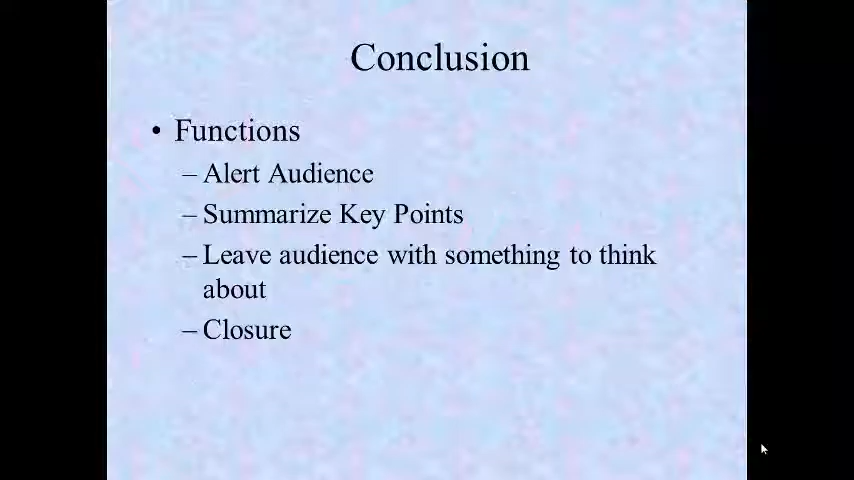 Conclusion
• Functions
– Alert Audience
– Summarize Key Points
– Leave audience with something to think
about
– Closure